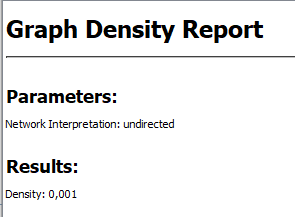 Graph Density Report
Parameters:
Network Interpretation: undirected
Results:
Density: 0,001